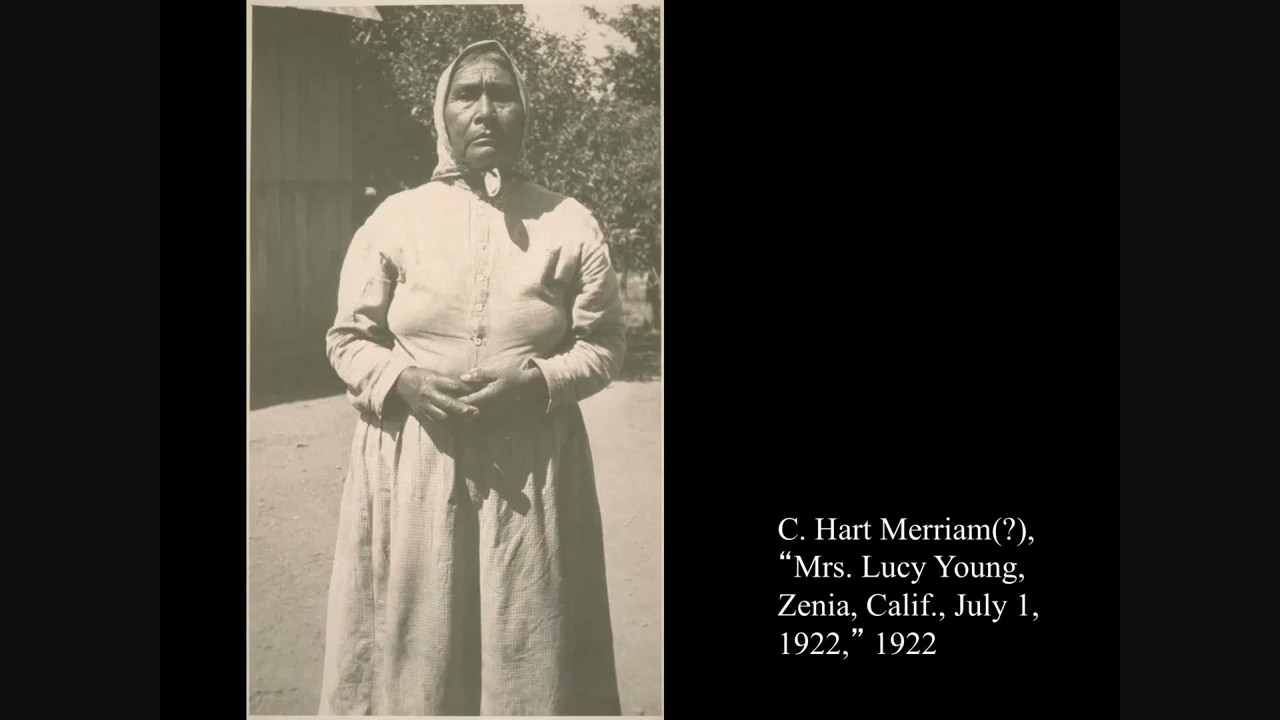 C. Hart Merriam(?),
“Mrs. Lucy Young,
Zenia, Calif., July 1,
1922,” 1922